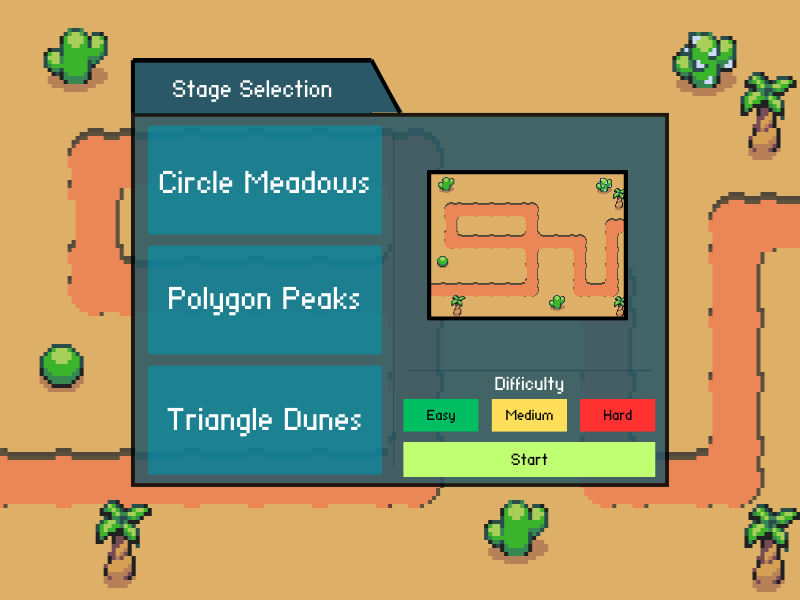 Stage Selection
Circle Meadows
Polygon Peaks
Triangle Dunes
Difficulty
Easy
Medium
Hard
Start